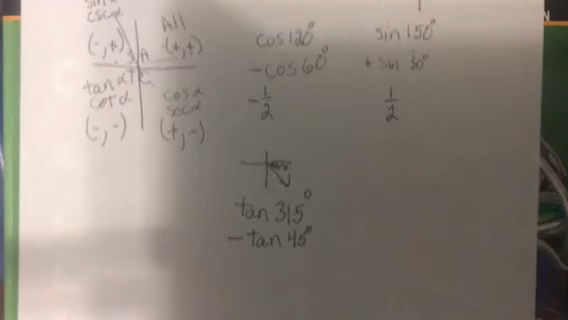 sin α
csc α
All
(-,+)
(+,+)
S A
T C
tan α
cot α
cos α
sec α
(-,-)
(+,-)
cos 120°
-cos 60°
-1/2
sin 150°
+ sin 30°
1/2
tan 315°
- tan 45°